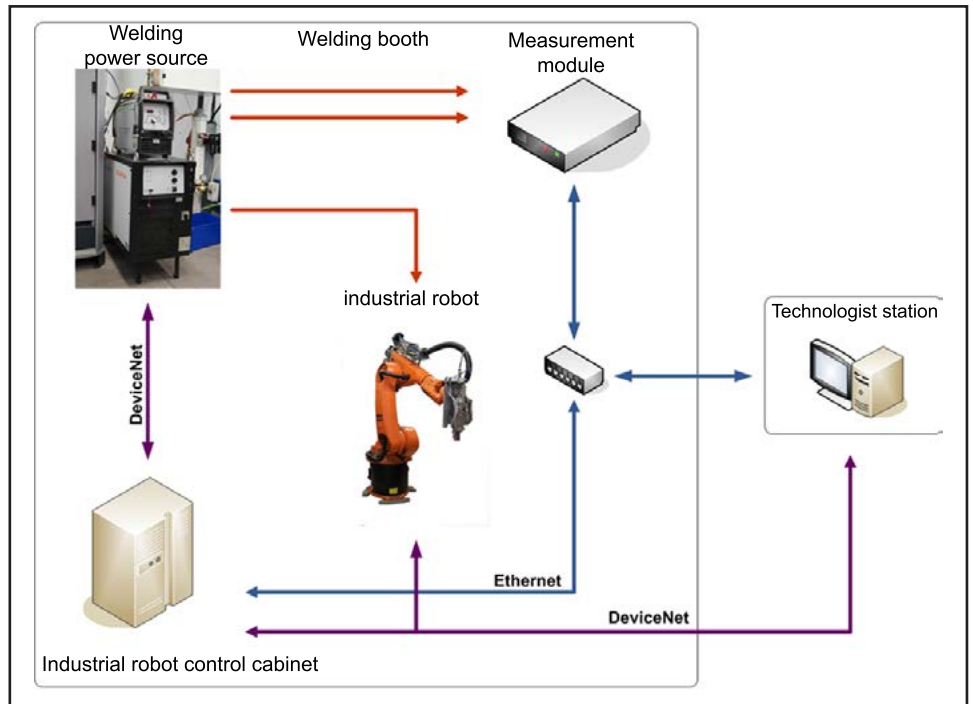 Welding
power source
Welding booth
Measurement
module
industrial robot
Technologist station
DeviceNet
Ethernet
DeviceNet
Industrial robot control cabinet